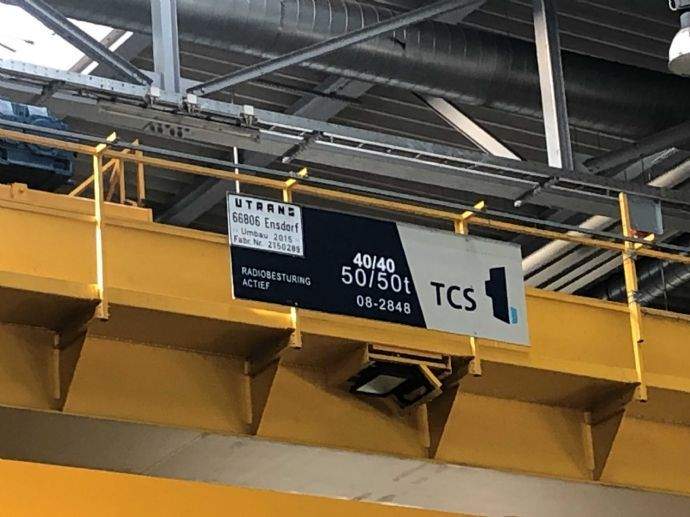 UTRANS
66806 Ensdorf
Umbau 2015
Fabr.Nr. 2150289
RADIOBESTURING
ACTIEF
40/40
50/50t
08-2848
TCS